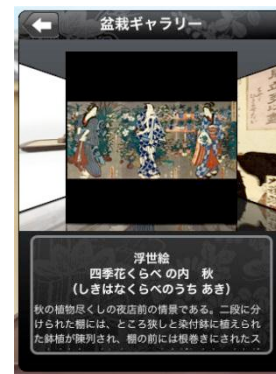 盆栽ギャラリー
浮世絵
四季花くらべ の内　秋
（しきはなくらべのうち あき）
秋の植物尽くしの夜店前の情景である。二段に分
けられた棚には、ところ狭しと染付鉢に植えられ
た鉢植が陳列され、棚の前には根巻きにされたス